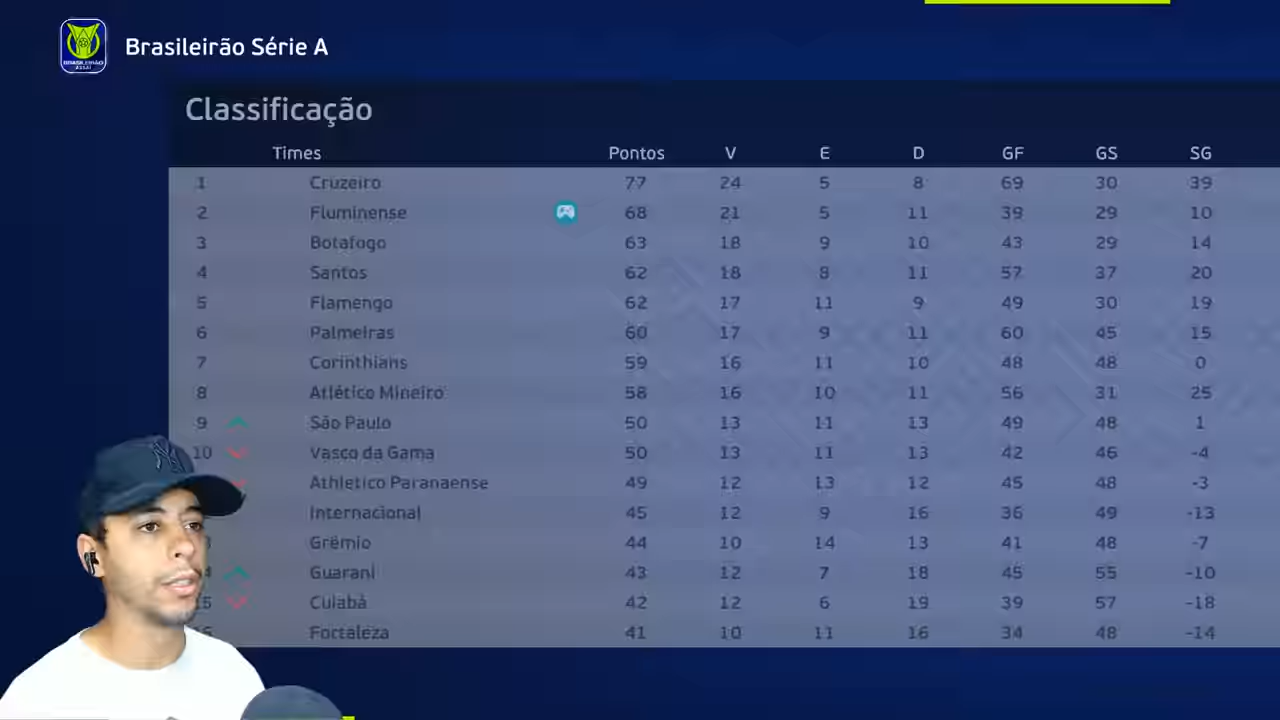 BRASILEIRÃO
ASSAÍ
Brasileirão Série A
Classificação
Times Pontos V E D GF GS SG
1 Cruzeiro 77 24 5 8 69 30 39
2 Fluminense 68 21 5 11 39 29 10
3 Botafogo 63 18 9 10 43 29 14
4 Santos 62 18 8 11 57 37 20
5 Flamengo 62 17 11 9 49 30 19
6 Palmeiras 60 17 9 11 60 45 15
7 Corinthians 59 16 11 10 48 48 0
8 Atlético Mineiro 58 16 10 11 56 31 25
9 São Paulo 50 13 11 13 49 48 1
10 Vasco da Gama 50 13 11 13 42 46 -4
Athletico Paranaense 49 12 13 12 45 48 -3
Internacional 45 12 9 16 36 49 -13
Grêmio 44 10 14 13 41 48 -7
4 Guarani 43 12 7 18 45 55 -10
15 Cuiabá 42 12 6 19 39 57 -18
Fortaleza 41 10 11 16 34 48 -14